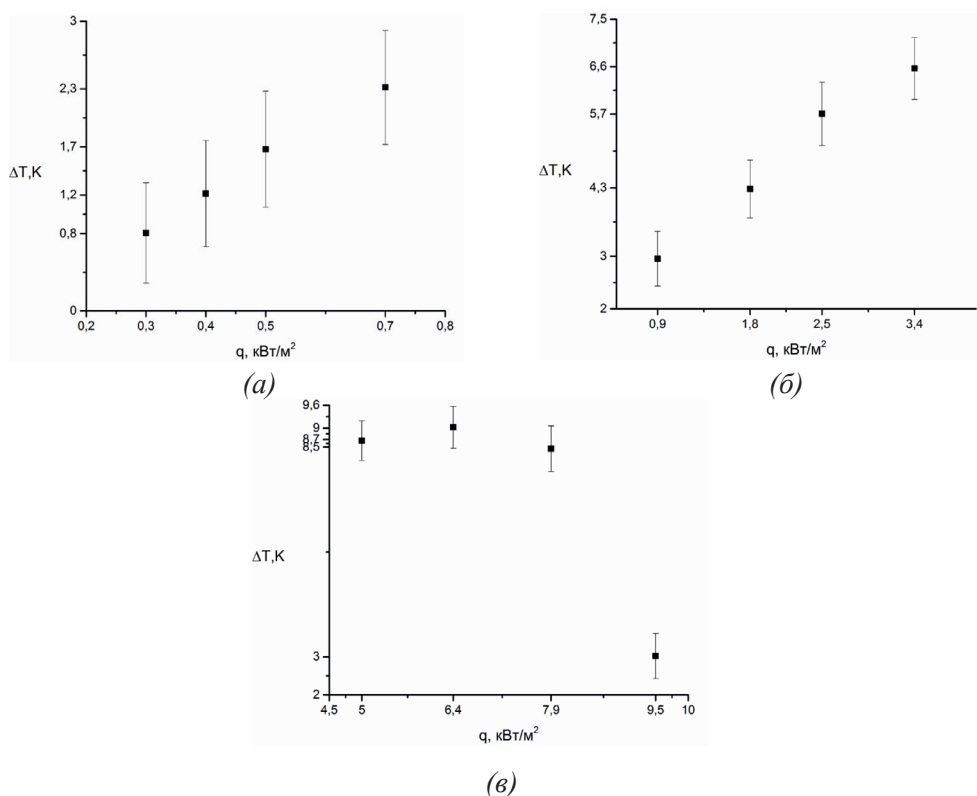 3
2,3
1,7
ΔT,K
1,2
0,8
0
0,2 0,3 0,4 0,5 0,7 0,8
q, кВт/м²
(а)
7,5
6,6
5,7
ΔT,K
4,3
3
2
0,9 1,8 2,5 3,4
q, кВт/м²
(б)
9,6
9
8,7
8,5
ΔT,K
3
2
4,5 5 6,4 7,9 9,5 10
q, кВт/м²
(в)